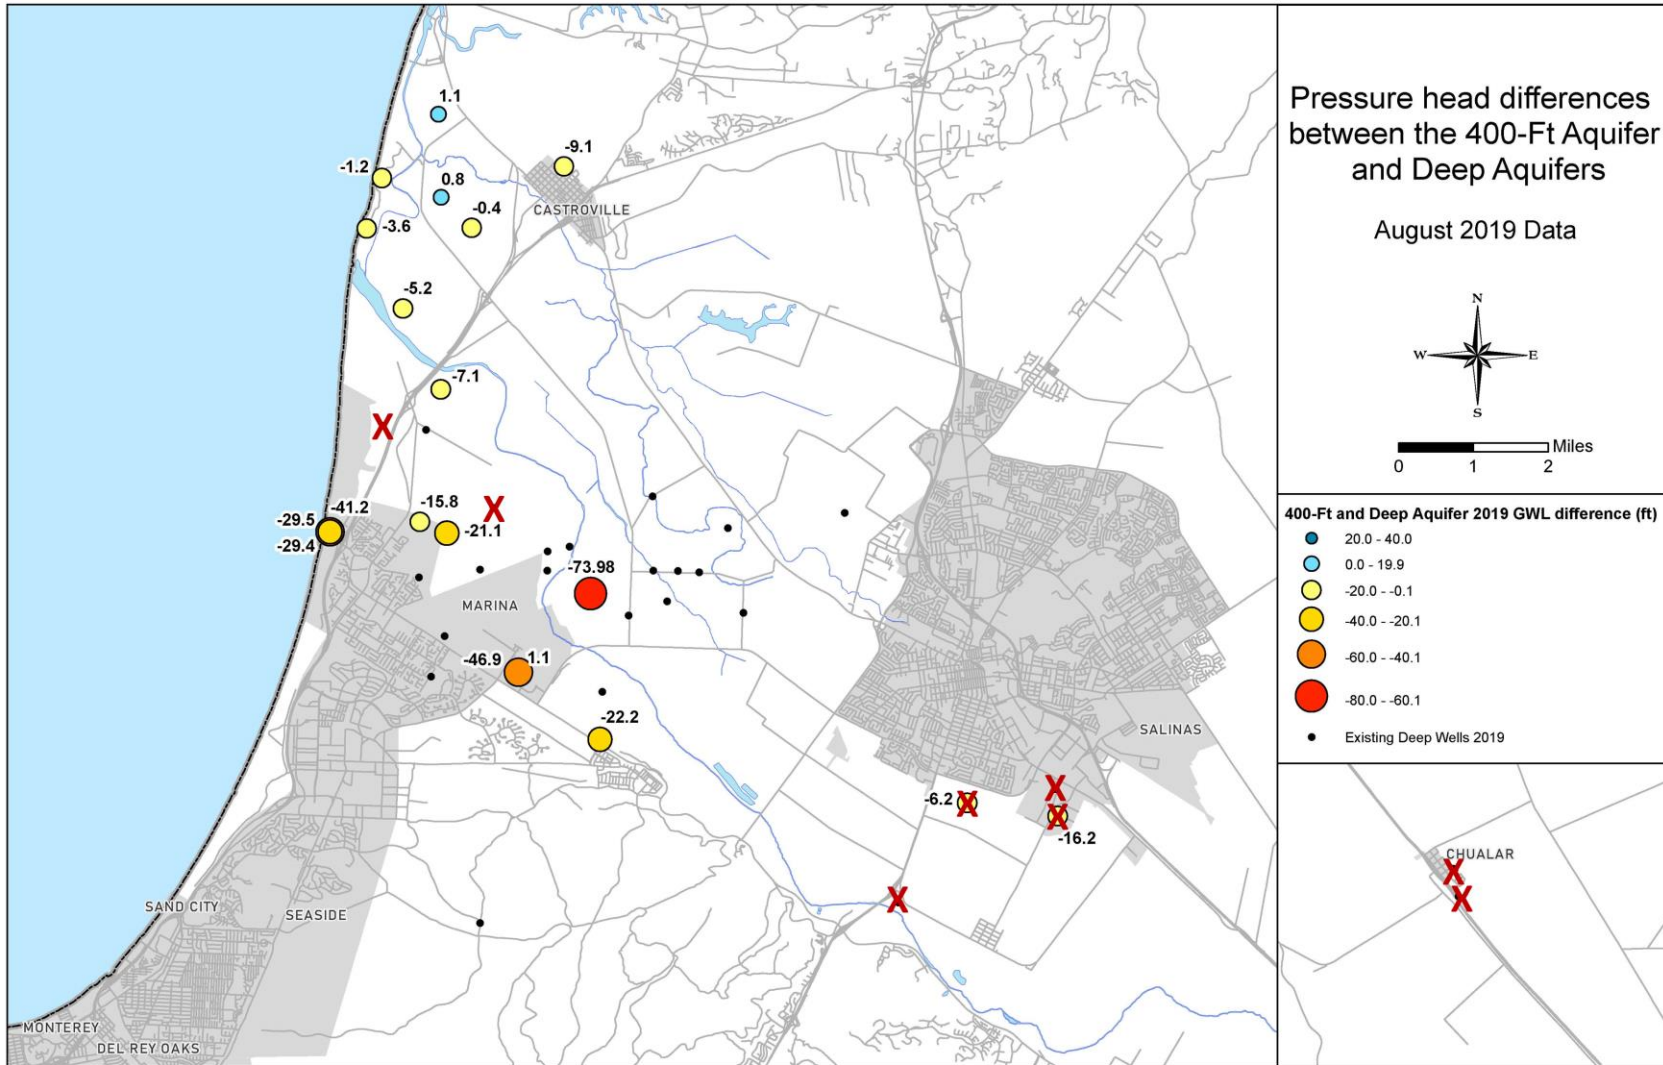 1.1
-9.1
-1.2
0.8
-0.4
CASTROVILLE
-3.6
-5.2
-7.1
X
-41.2
-29.5
-29.4
-15.8
X
-21.1
-73.98
MARINA
-46.9
1.1
-22.2
SALINAS
X
-6.2
X
X
-16.2
X
SAND CITY
SEASIDE
MONTEREY
DEL REY OAKS
Pressure head differences
between the 400-Ft Aquifer
and Deep Aquifers
August 2019 Data
N
W
E
S
Miles
0 1 2
400-Ft and Deep Aquifer 2019 GWL difference (ft)
20.0 - 40.0
0.0 - 19.9
-20.0 - -0.1
-40.0 - -20.1
-60.0 - -40.1
-80.0 - -60.1
Existing Deep Wells 2019
CHUALAR
X
X